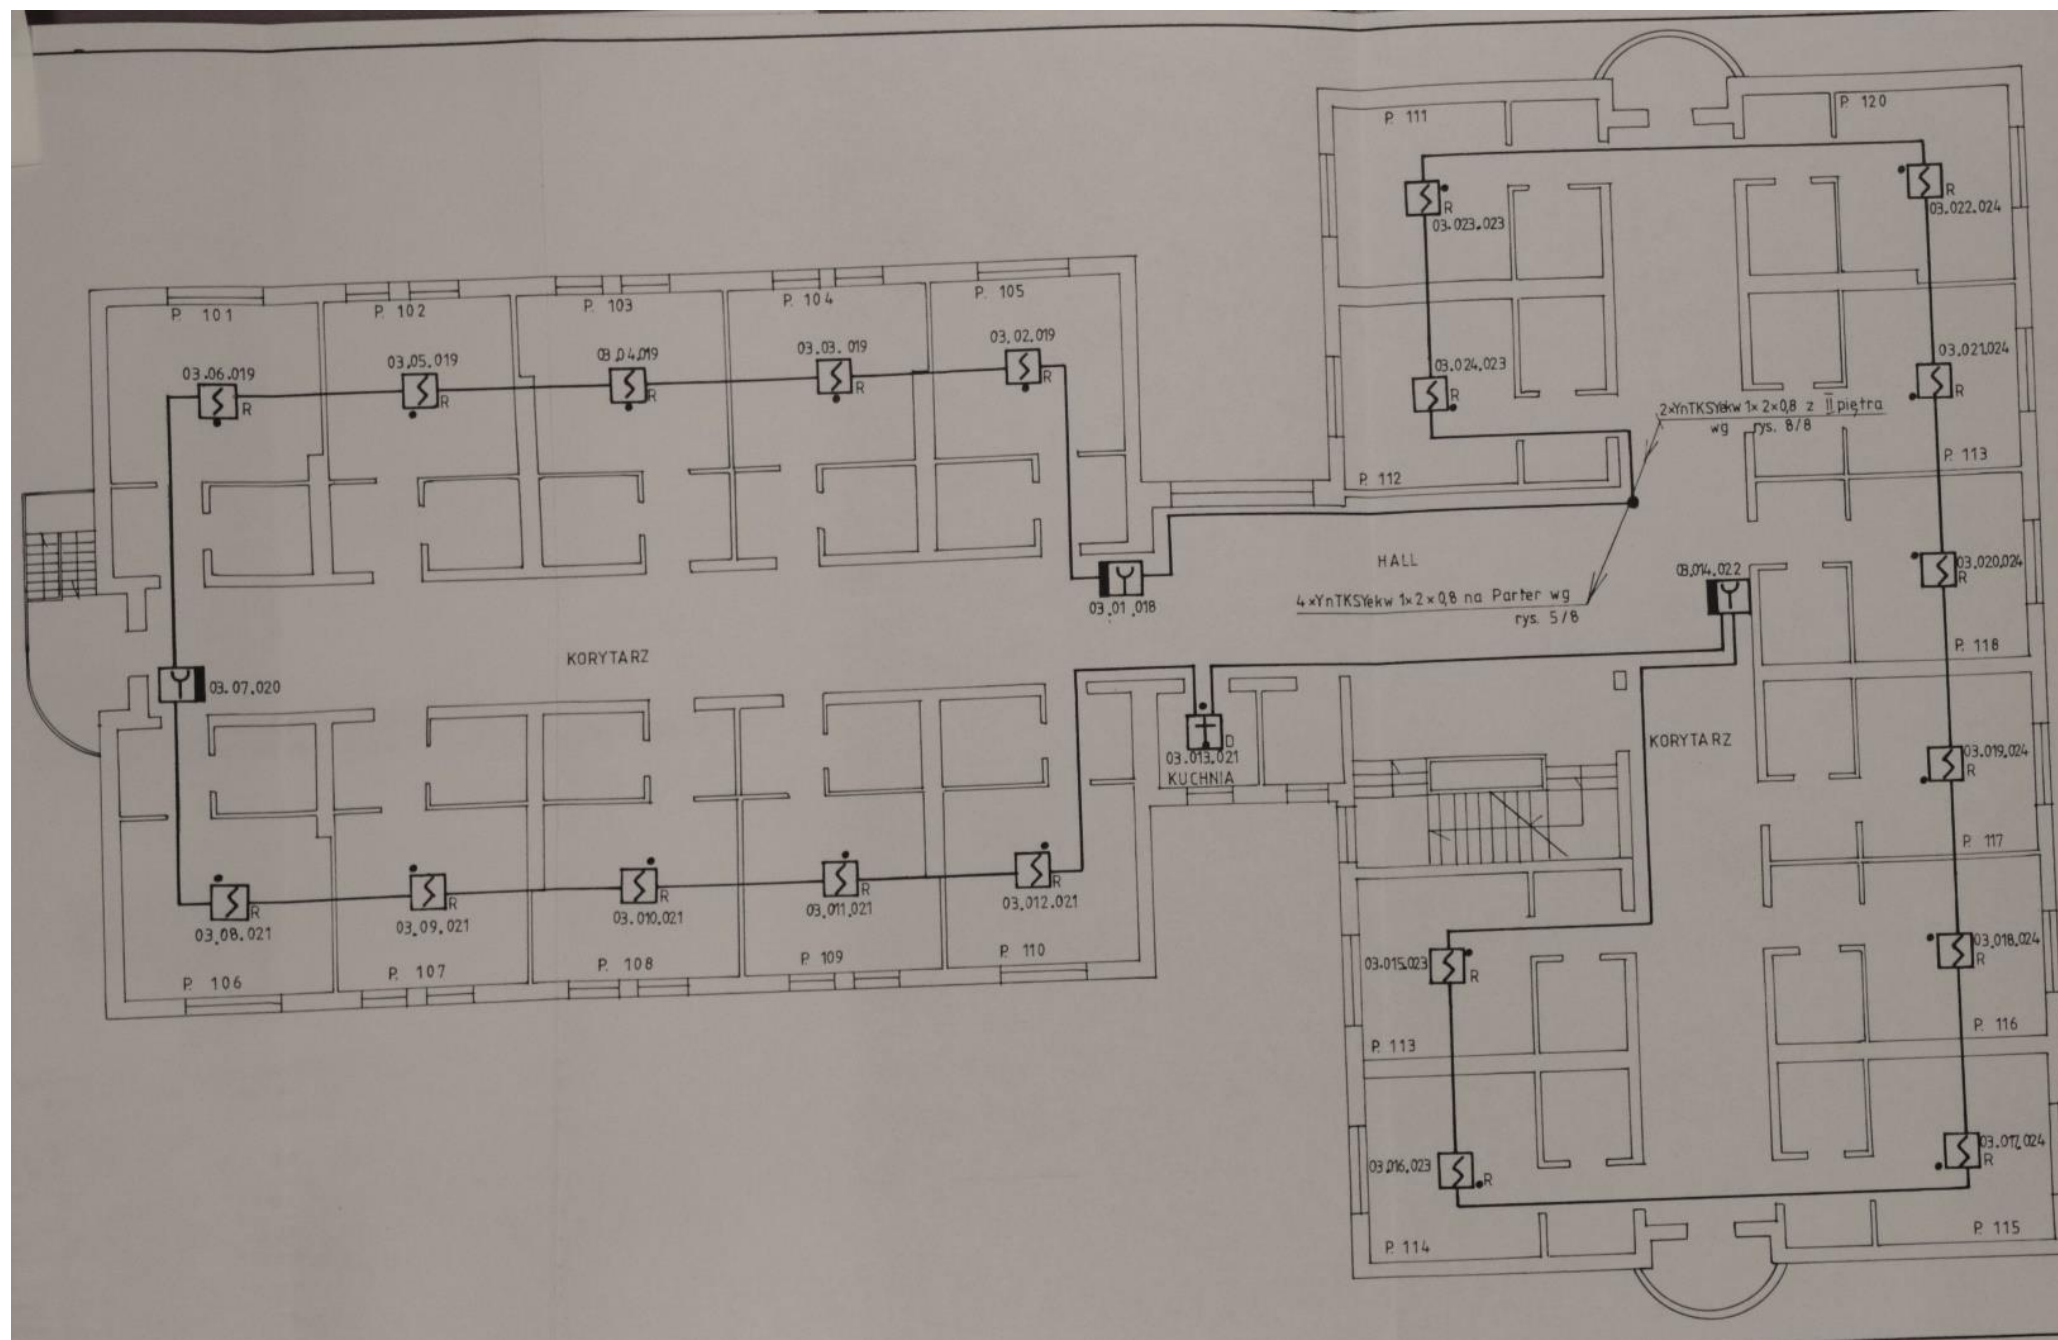 P. 111
P. 120
R
03.023.023
R
03.022.024
P. 101
P. 102
P. 103
P. 104
P. 105
03.06.019
R
03.05.019
R
03.04.019
R
03.03.019
R
03.02.019
R
03.024.023
R
03.021.024
R
2×YnTKSYekw 1×2×0,8 z II piętra
wg rys. 8/8
P. 112
P. 113
HALL
03.01.018
4×YnTKSYekw 1×2×0,8 na Parter wg
rys. 5/8
03.014.022
03.020.024
R
P. 118
KORYTARZ
03.07.020
D
03.013.021
KUCHNIA
KORYTARZ
03.019.024
R
P. 117
R
03.08.021
R
03.09.021
R
03.010.021
R
03.011.021
R
03.012.021
P. 106
P. 107
P. 108
P. 109
P. 110
03.015.023
R
03.018.024
R
P. 113
P. 116
03.016.023
R
03.017.024
R
P. 114
P. 115